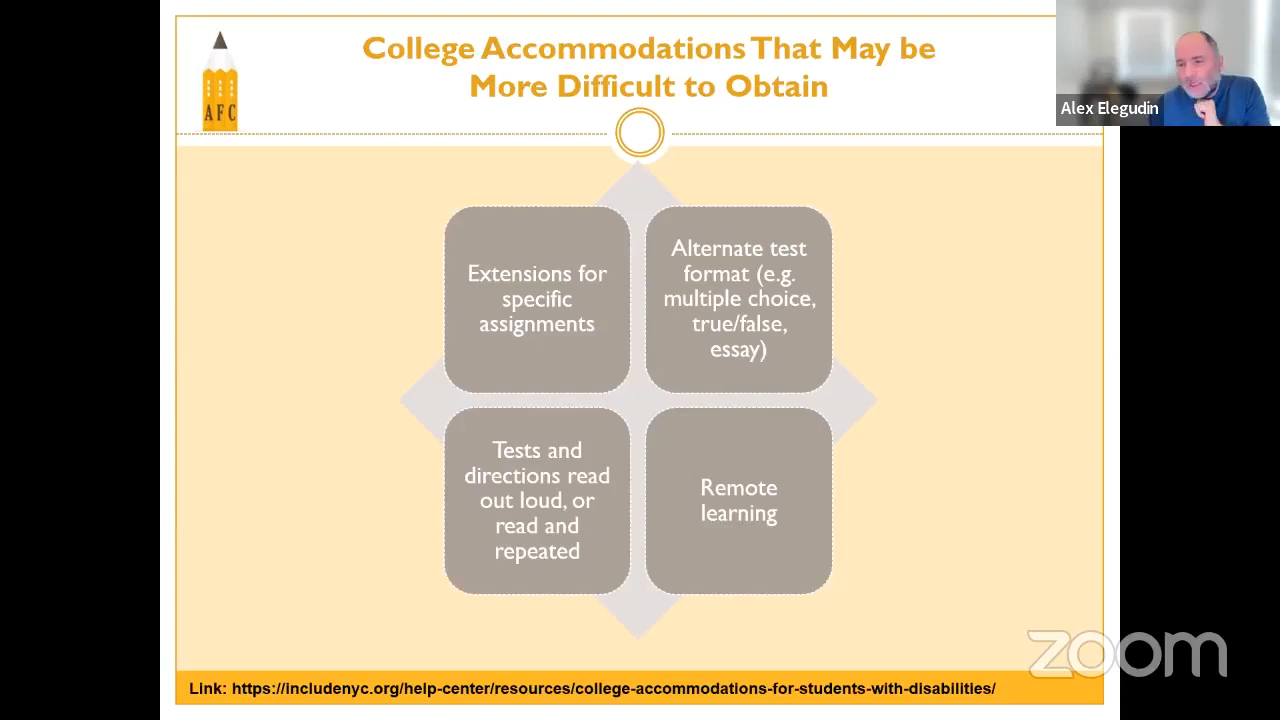 College Accommodations That May be
More Difficult to Obtain
AFC
Alex Elegudin
Extensions for
specific
assignments
Alternate test
format (e.g.
multiple choice,
true/false,
essay)
Tests and
directions read
out loud, or
read and
repeated
Remote
learning
zoom
Link: https://includenyc.org/help-center/resources/college-accommodations-for-students-with-disabilities/